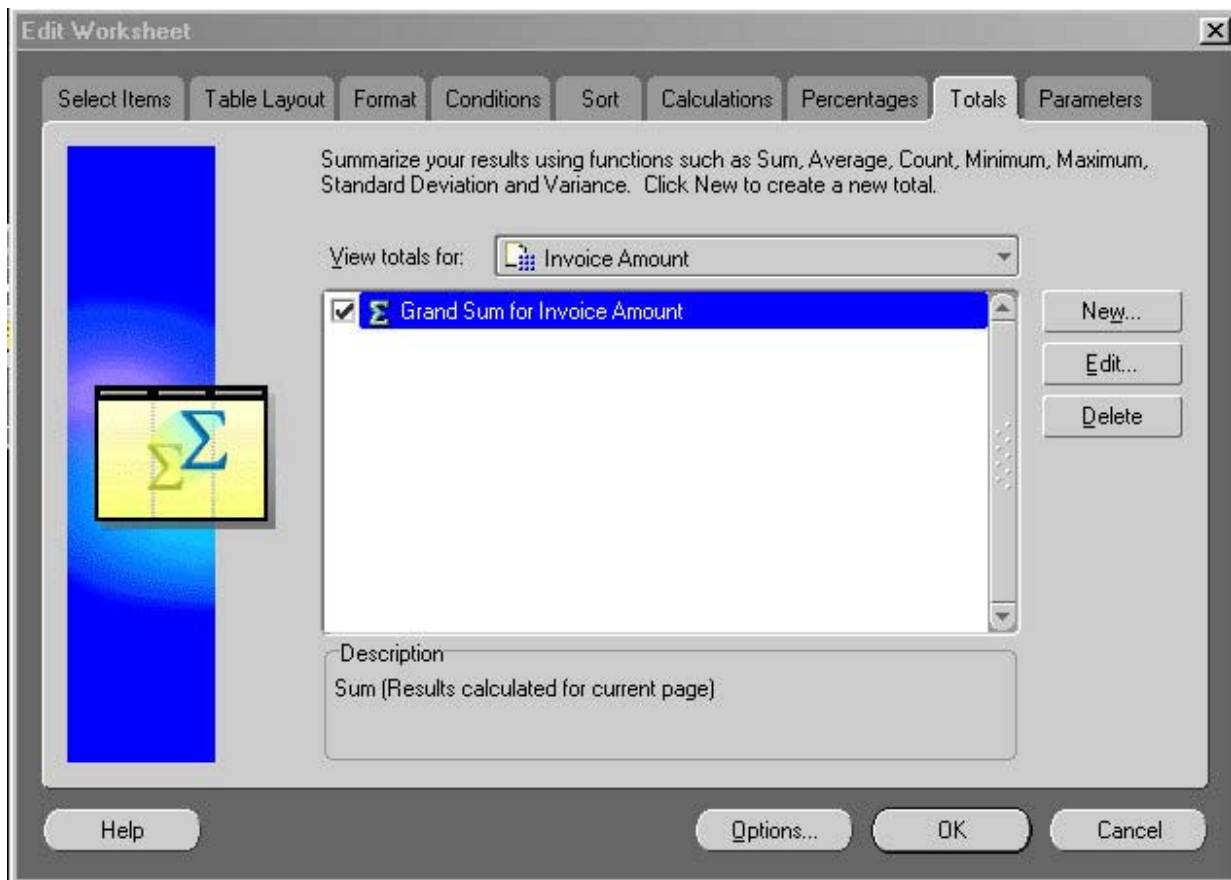 Edit Worksheet
Select Items Table Layout Format Conditions Sort Calculations Percentages Totals Parameters
Summarize your results using functions such as Sum, Average, Count, Minimum, Maximum,
Standard Deviation and Variance. Click New to create a new total.
View totals for: Invoice Amount
Σ Grand Sum for Invoice Amount
New...
Edit...
Delete
Σ Σ
Description
Sum (Results calculated for current page)
Help Options... OK Cancel